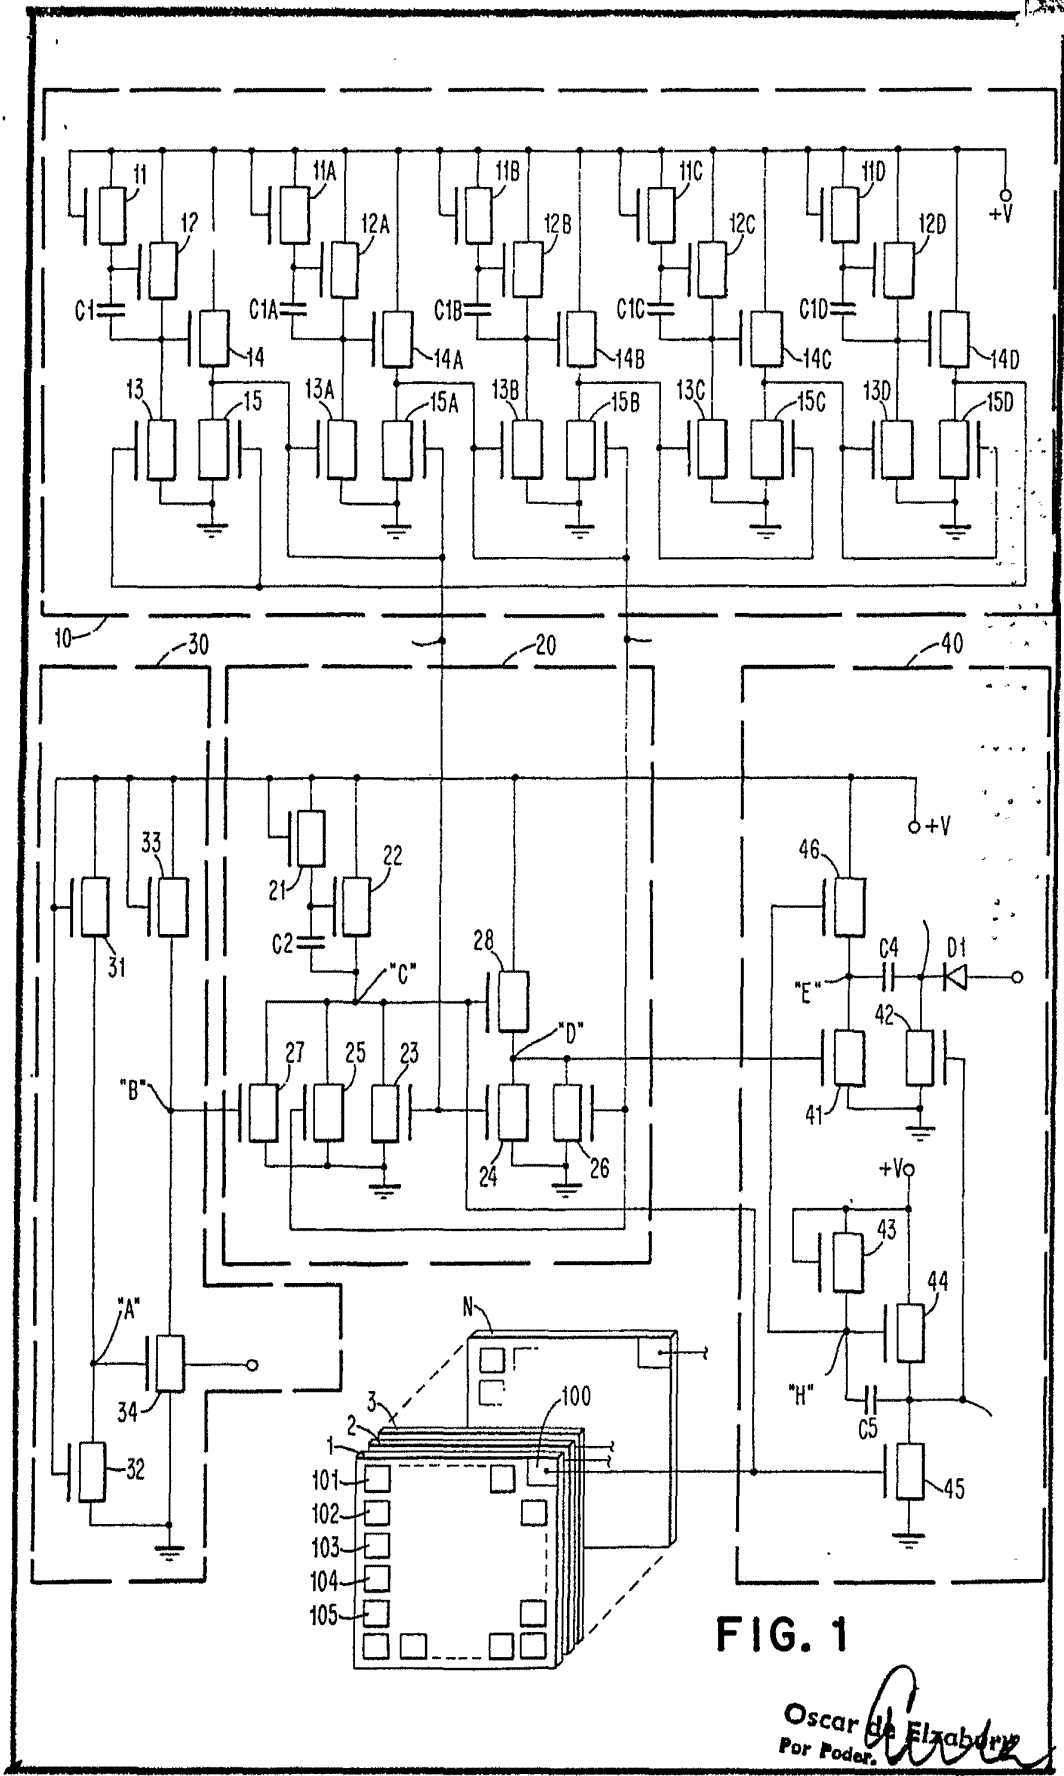 11 11A 11B 11C 11D
+V
12 12A 12B 12C 12D
C1 C1A C1B C1C C1D
14 14A 14B 14C 14D
13 15 13A 15A 13B 15B 13C 15C 13D 15D
10 30 20 40
+V
33 21 22 46
31 C2 28 C4 D1
"C" "E"
27 25 23 "D" 42
"B"
24 26 41
+V
43
"A" N 44
34 3 100 "H"
2 C5
1
32 101 45
102
103
104
105
FIG. 1
Oscar de Elzaburu
Por Poder.